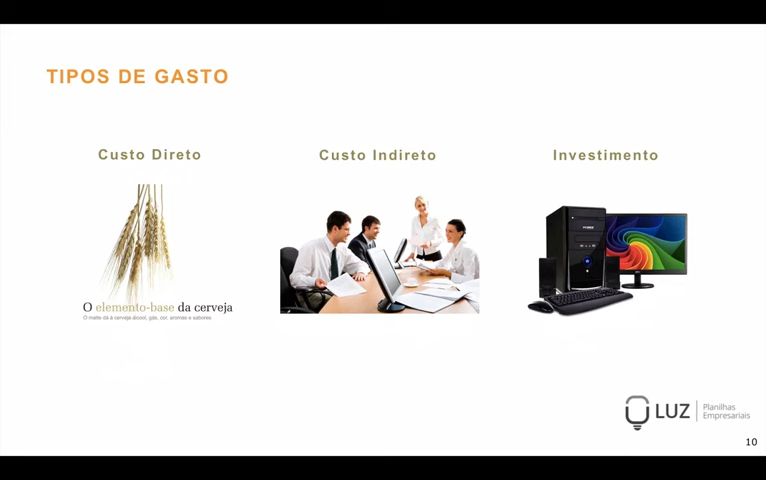 TIPOS DE GASTO
Custo Direto
Custo Indireto
Investimento
O elemento-base da cerveja
O malte dá à cerveja álcool, gás, cor, aromas e sabores
LUZ
Planilhas
Empresariais
10